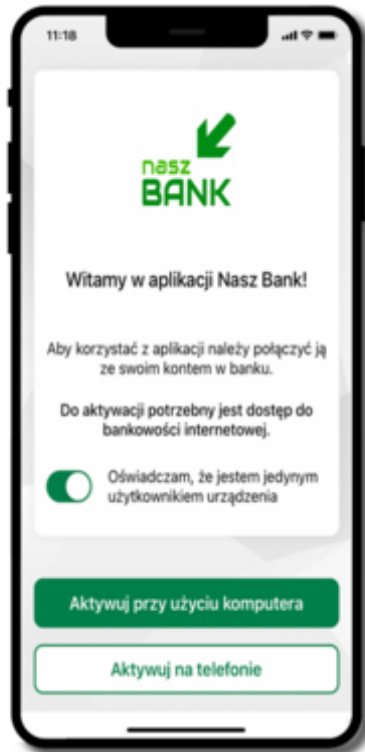 11:18
nasz
BANK
Witamy w aplikacji Nasz Bank!
Aby korzystać z aplikacji należy połączyć ją
ze swoim kontem w banku.
Do aktywacji potrzebny jest dostęp do
bankowości internetowej.
Oświadczam, że jestem jedynym
użytkownikiem urządzenia
Aktywuj przy użyciu komputera
Aktywuj na telefonie